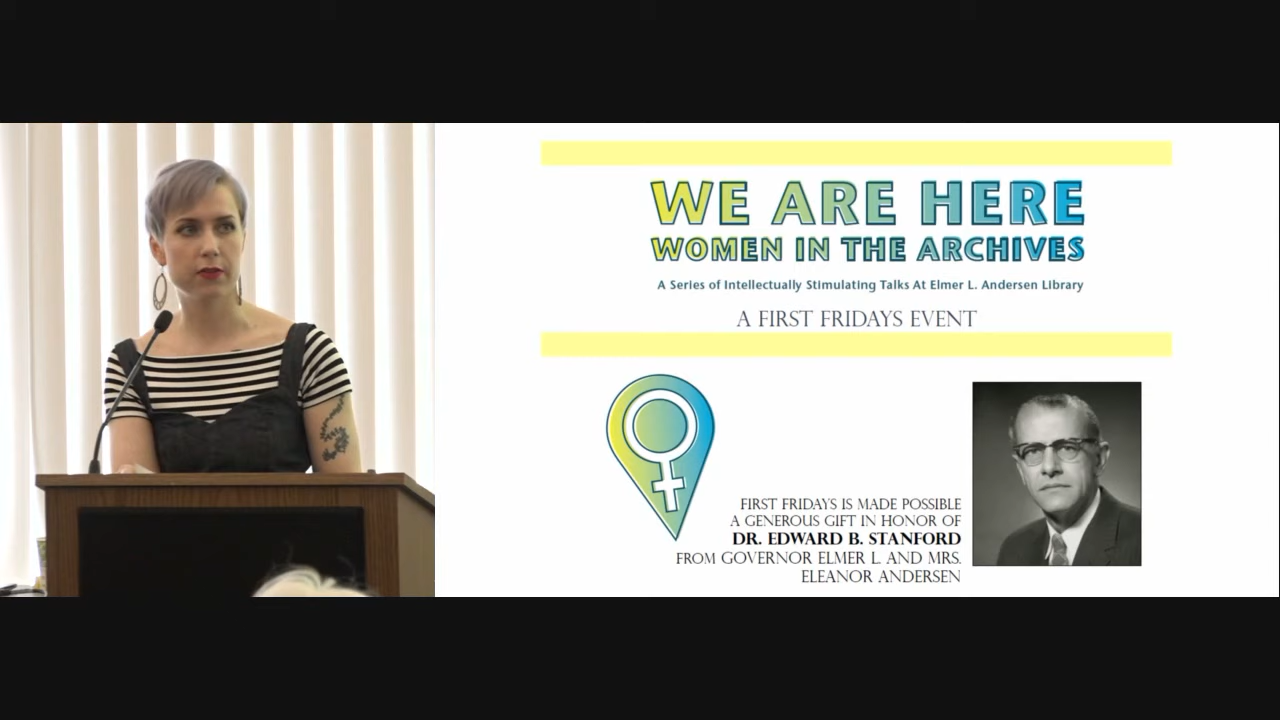 WE ARE HERE
WOMEN IN THE ARCHIVES
A Series of Intellectually Stimulating Talks At Elmer L. Andersen Library
A FIRST FRIDAYS EVENT
FIRST FRIDAYS IS MADE POSSIBLE
A GENEROUS GIFT IN HONOR OF
DR. EDWARD B. STANFORD
FROM GOVERNOR ELMER L. AND MRS.
ELEANOR ANDERSEN